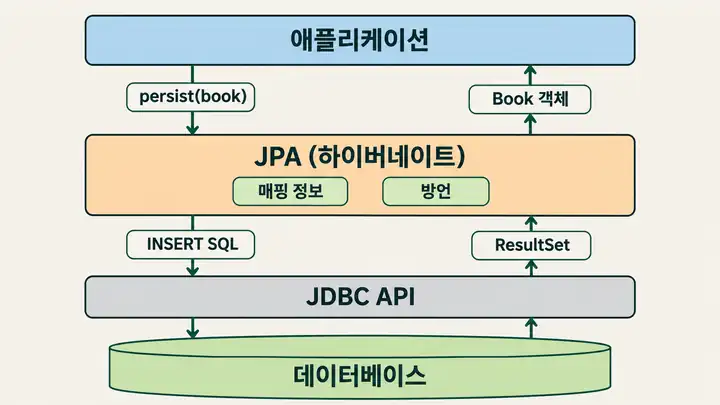 애플리케이션
persist(book)
Book 객체
JPA (하이버네이트)
매핑 정보
방언
INSERT SQL
ResultSet
JDBC API
데이터베이스